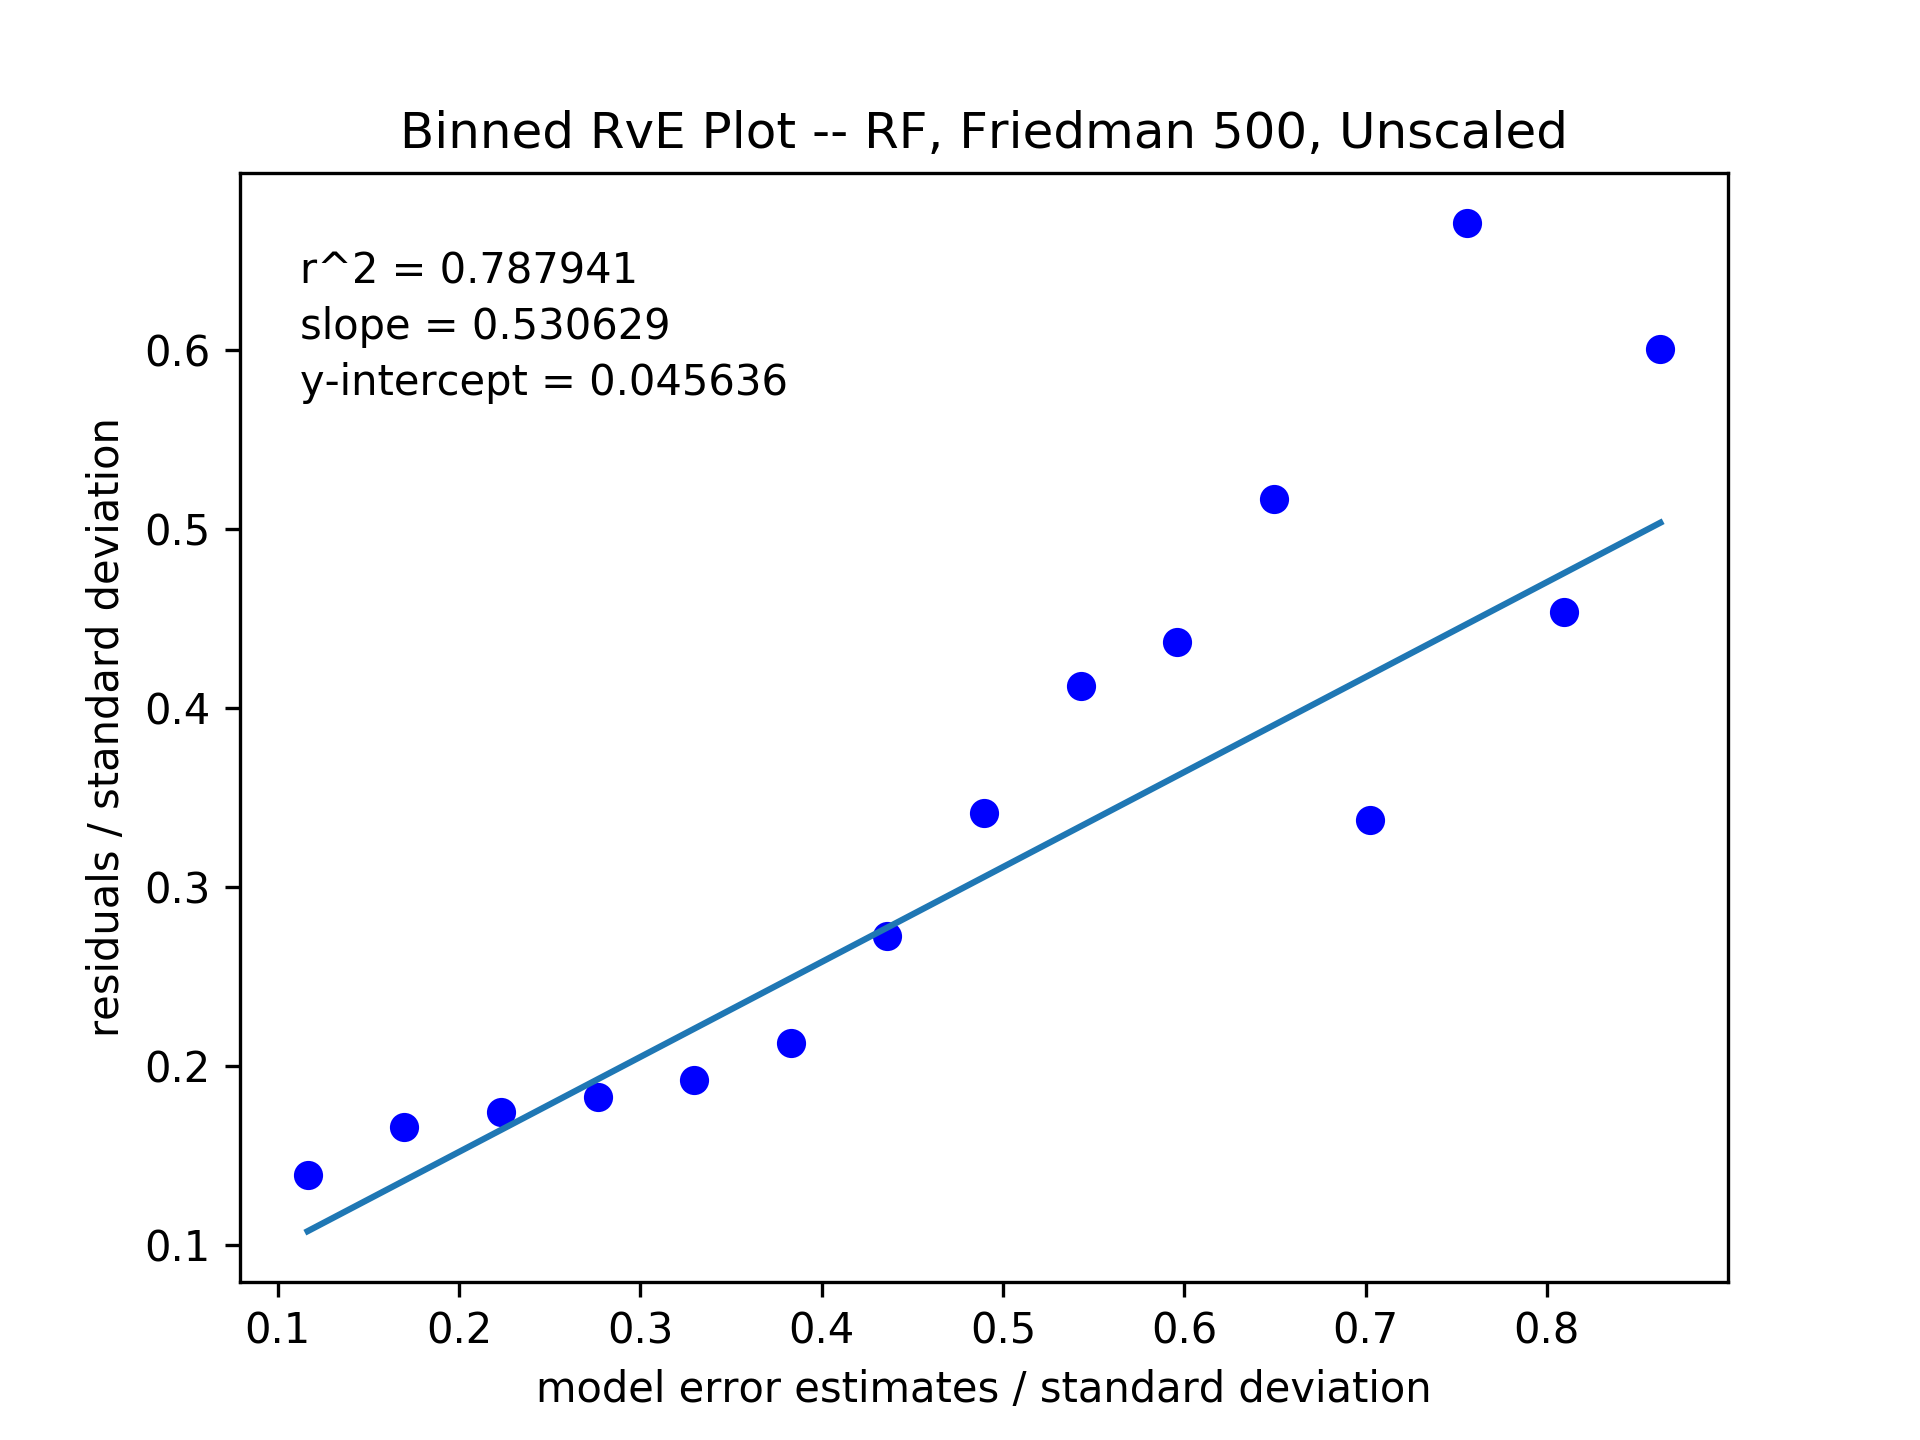 Binned RvE Plot -- RF, Friedman 500, Unscaled
r^2 = 0.787941
slope = 0.530629
y-intercept = 0.045636
residuals / standard deviation
0.6
0.5
0.4
0.3
0.2
0.1
0.1 0.2 0.3 0.4 0.5 0.6 0.7 0.8
model error estimates / standard deviation